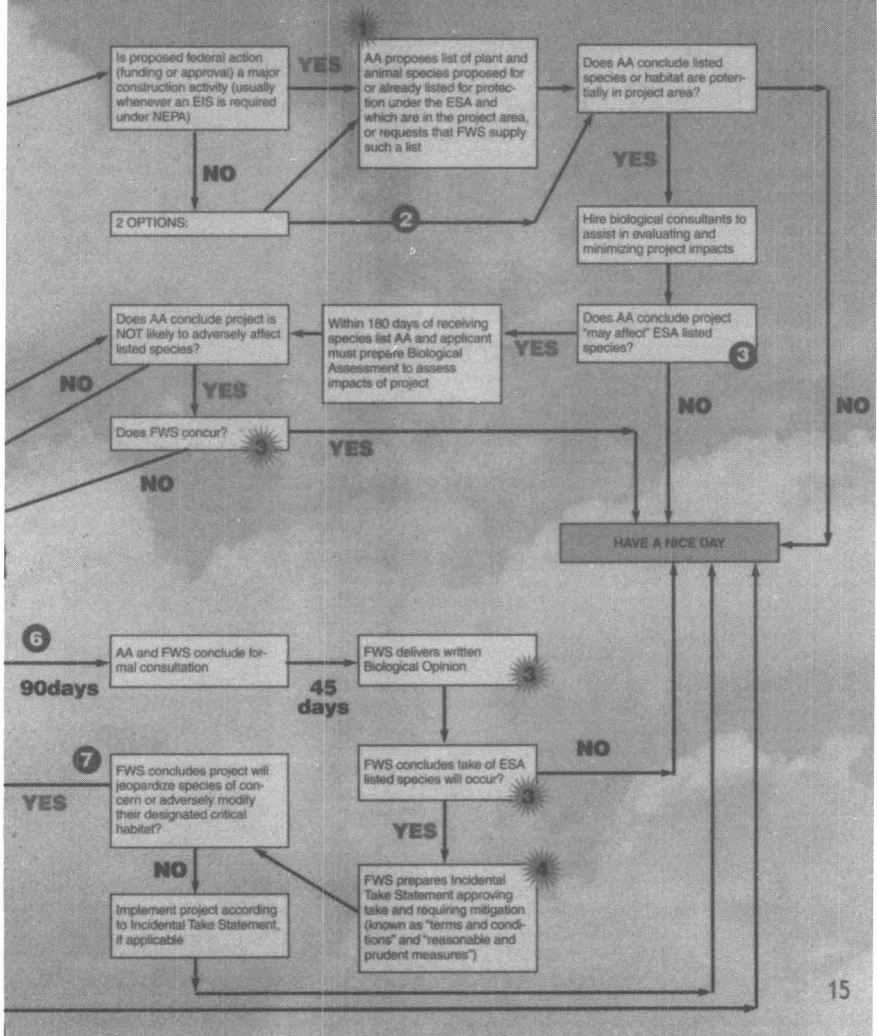 1
Is proposed federal action
(funding or approval) a major
construction activity (usually
whenever an EIS is required
under NEPA)
YES
AA proposes list of plant and
animal species proposed for
or already listed for protec-
tion under the ESA and
which are in the project area,
or requests that FWS supply
such a list
Does AA conclude listed
species or habitat are poten-
tially in project area?
NO
YES
2 OPTIONS:
2
Hire biological consultants to
assist in evaluating and
minimizing project impacts
Does AA conclude project is
NOT likely to adversely affect
listed species?
Within 180 days of receiving
species list AA and applicant
must prepare Biological
Assessment to assess
impacts of project
YES
Does AA conclude project
"may affect" ESA listed
species?
3
NO
YES
NO
NO
Does FWS concur?
3
YES
NO
HAVE A NICE DAY
6
90days
AA and FWS conclude for-
mal consultation
45
days
FWS delivers written
Biological Opinion
3
7
YES
FWS concludes project will
jeopardize species of con-
cern or adversely modify
their designated critical
habitat?
FWS concludes take of ESA
listed species will occur?
3
NO
YES
NO
4
Implement project according
to Incidental Take Statement,
if applicable
FWS prepares Incidental
Take Statement approving
take and requiring mitigation
(known as "terms and condi-
tions" and "reasonable and
prudent measures")
15